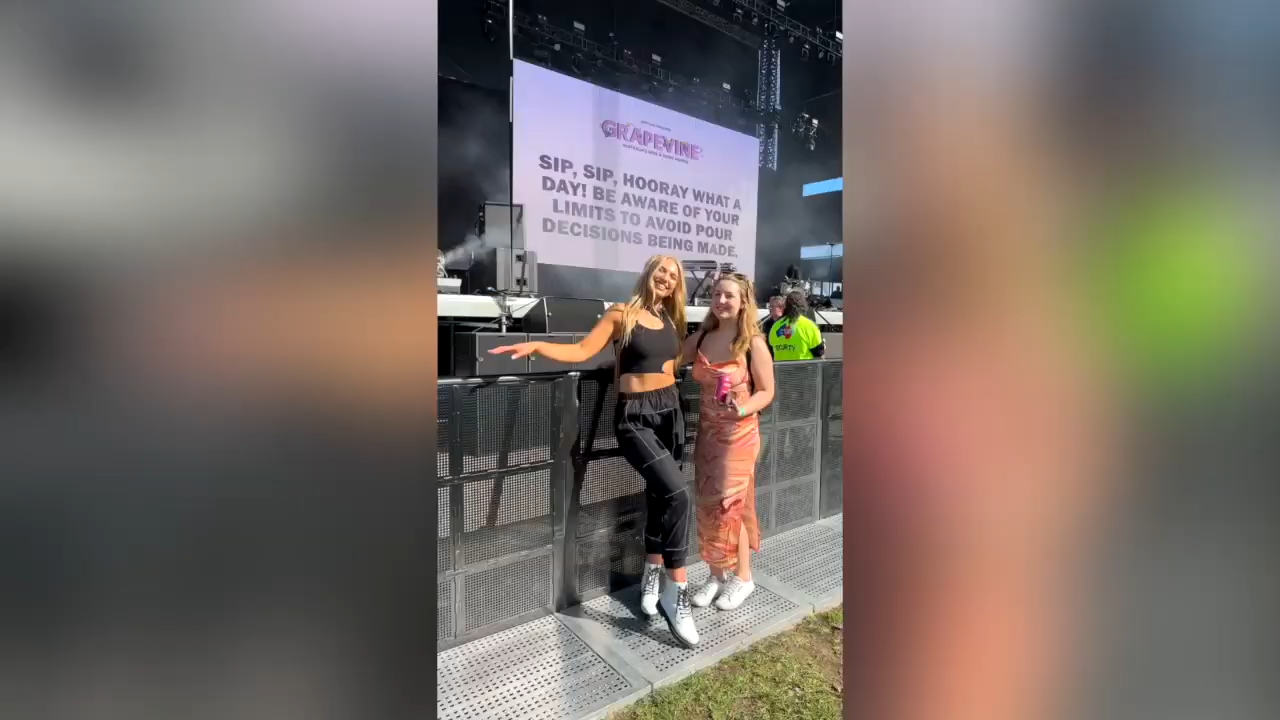 GRAPEVINE
SIP, SIP, HOORAY WHAT A
DAY! BE AWARE OF YOUR
LIMITS TO AVOID POUR
DECISIONS BEING MADE.